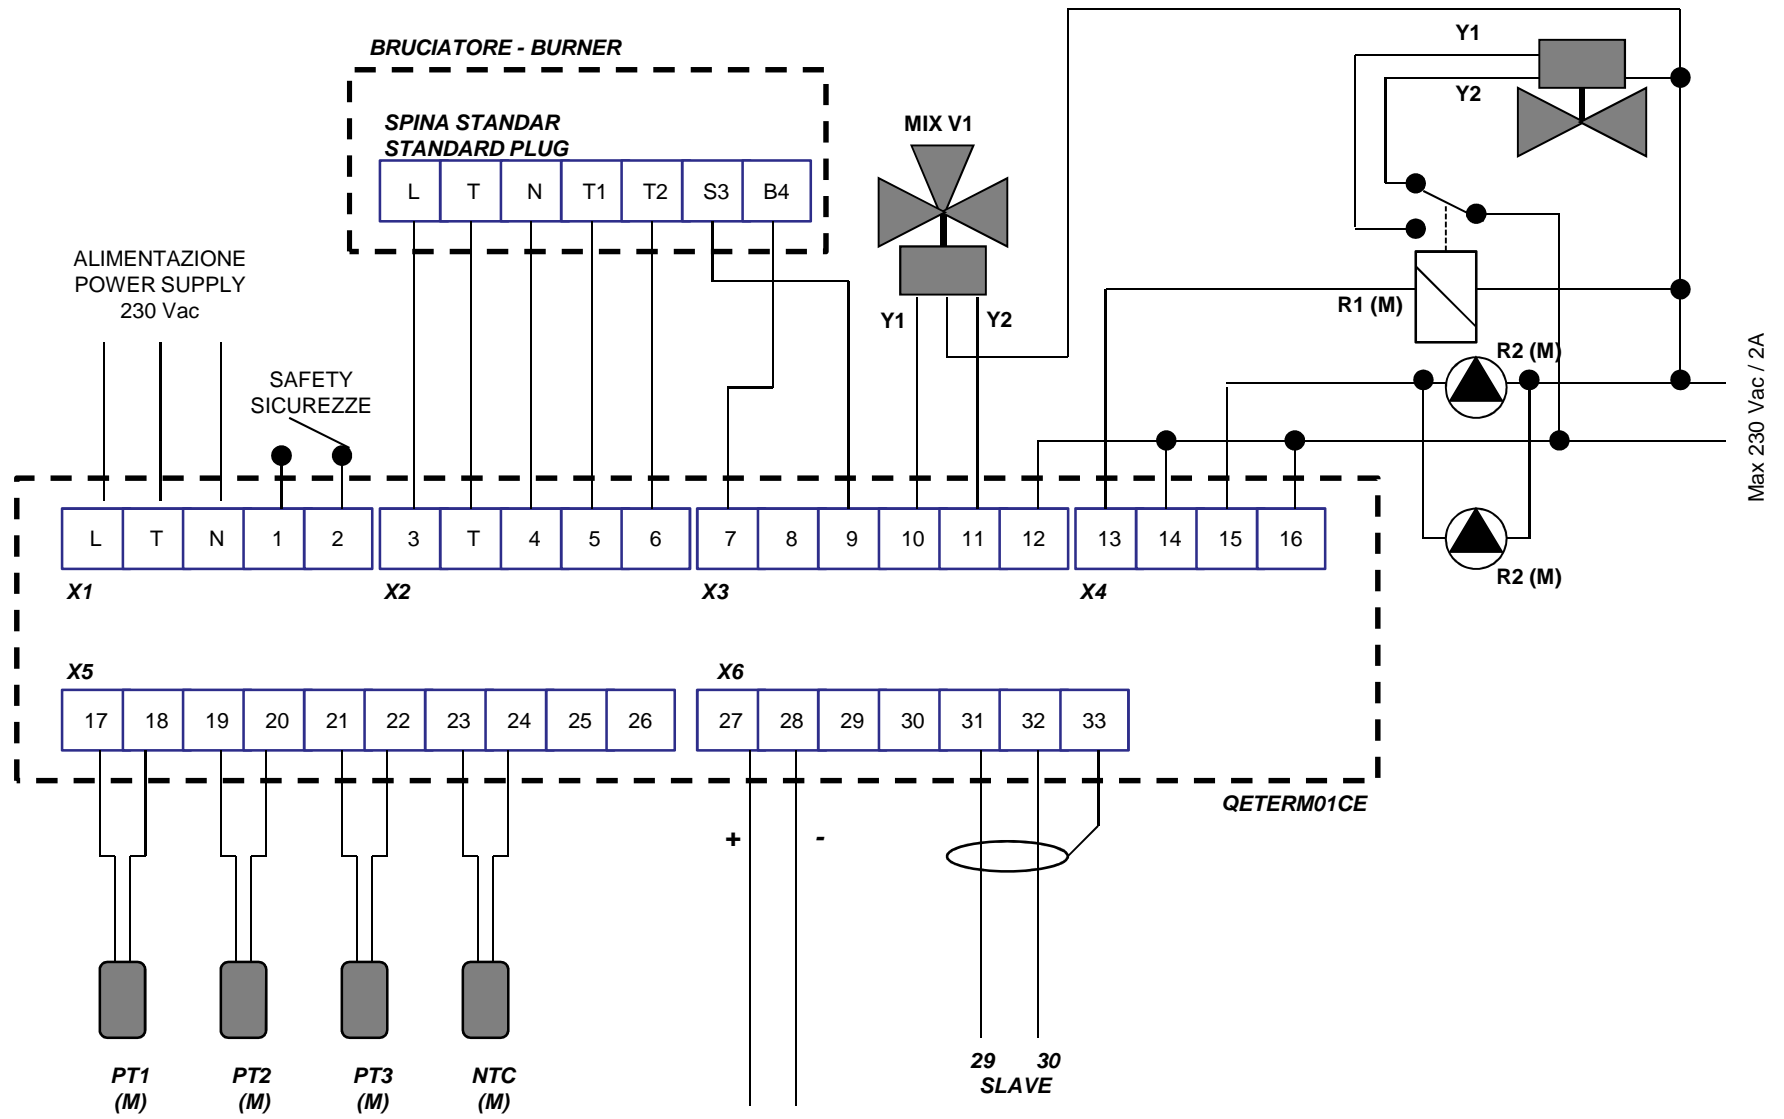 BRUCIATORE - BURNER
SPINA STANDAR
STANDARD PLUG
L T N T1 T2 S3 B4
MIX V1
Y1 Y2
Y1
Y2
R1 (M)
R2 (M)
R2 (M)
Max 230 Vac / 2A
ALIMENTAZIONE
POWER SUPPLY
230 Vac
SAFETY
SICUREZZE
L T N 1 2 3 T 4 5 6 7 8 9 10 11 12 13 14 15 16
X1 X2 X3 X4
X5 X6
17 18 19 20 21 22 23 24 25 26 27 28 29 30 31 32 33
QETERM01CE
+ -
29 30
SLAVE
PT1
(M)
PT2
(M)
PT3
(M)
NTC
(M)